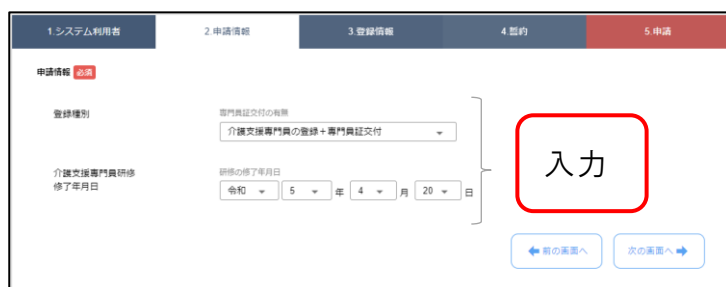 1.システム利用者 2.申請情報 3.登録情報 4.誓約 5.申請
申請情報 必須
登録種別
専門員証交付の有無
介護支援専門員の登録+専門員証交付
介護支援専門員研修
修了年月日
研修の修了年月日
令和 5 年 4 月 20 日
入力
前の画面へ 次の画面へ